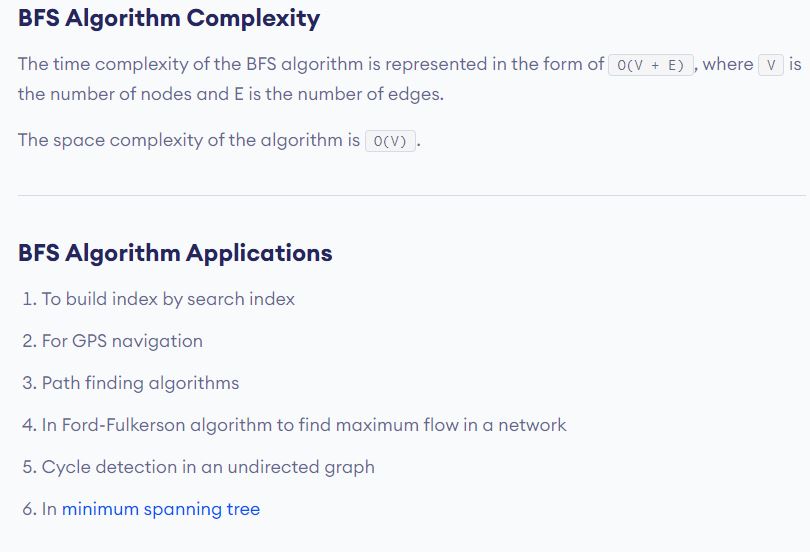 BFS Algorithm Complexity
The time complexity of the BFS algorithm is represented in the form of O(V + E), where V is
the number of nodes and E is the number of edges.
The space complexity of the algorithm is O(V).
BFS Algorithm Applications
1. To build index by search index
2. For GPS navigation
3. Path finding algorithms
4. In Ford-Fulkerson algorithm to find maximum flow in a network
5. Cycle detection in an undirected graph
6. In minimum spanning tree